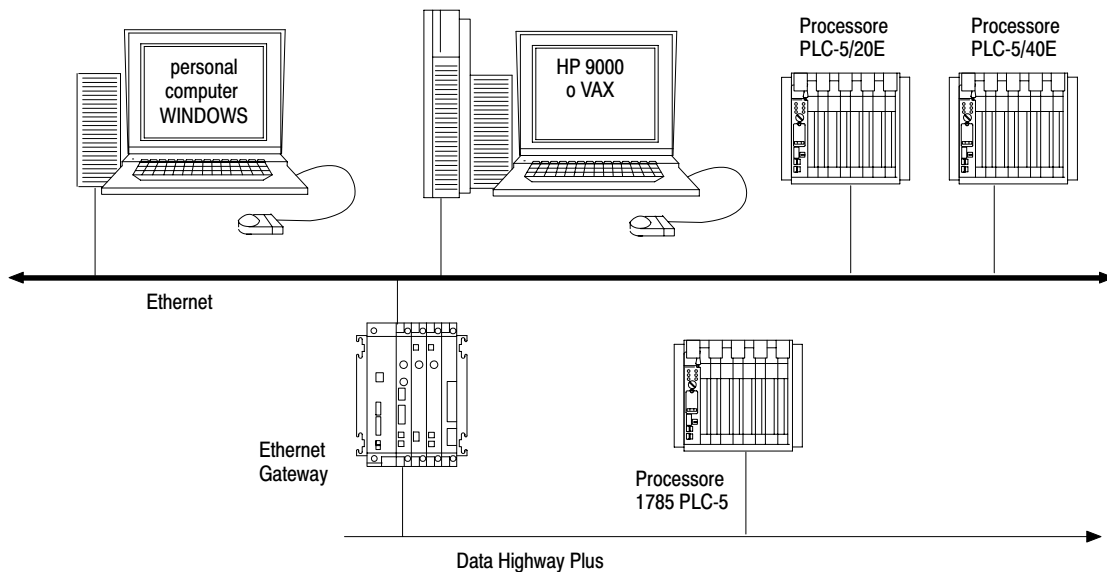 personal
computer
WINDOWS
HP 9000
o VAX
Processore
PLC-5/20E
Processore
PLC-5/40E
Ethernet
Ethernet
Gateway
Processore
1785 PLC-5
Data Highway Plus